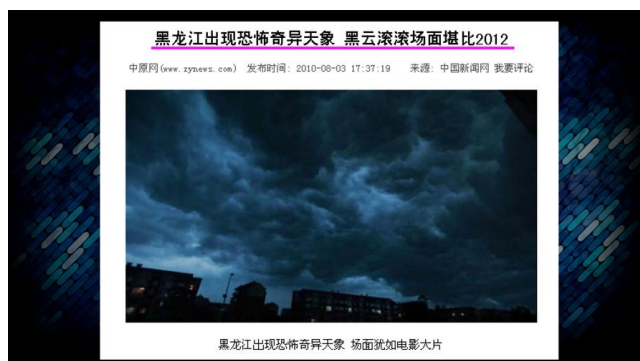 黑龙江出现恐怖奇异天象 黑云滚滚场面堪比2012
中原网(www.zynews.com) 发布时间: 2010-08-03 17:37:19 来源: 中国新闻网 我要评论
黑龙江出现恐怖奇异天象 场面犹如电影大片